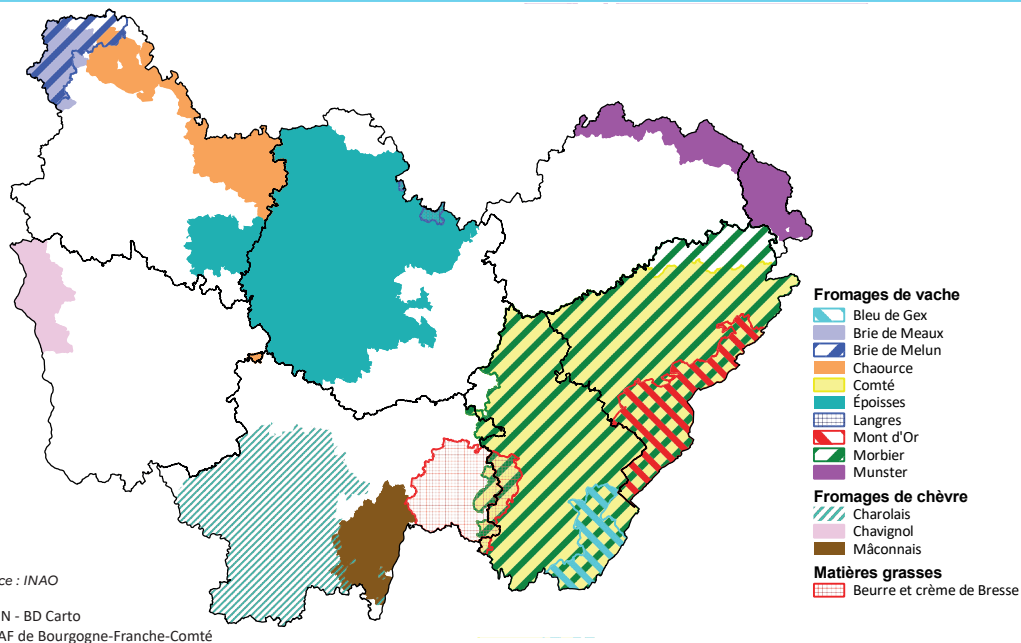 Fromages de vache
Bleu de Gex
Brie de Meaux
Brie de Melun
Chaource
Comté
Époisses
Langres
Mont d'Or
Morbier
Munster
Fromages de chèvre
Charolais
Chavignol
Mâconnais
Matières grasses
Beurre et crème de Bresse
ce : INAO
N - BD Carto
AF de Bourgogne-Franche-Comté